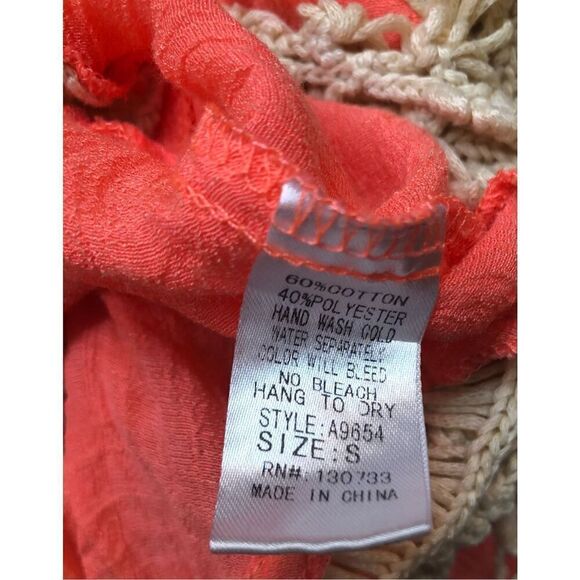 60%COTTON
40%POLYESTER
HAND WASH COLD
WATER SEPARATELY
COLOR WILL BLEED
NO BLEACH
HANG TO DRY
STYLE:A9654
SIZE:S
RN#:130733
MADE IN CHINA